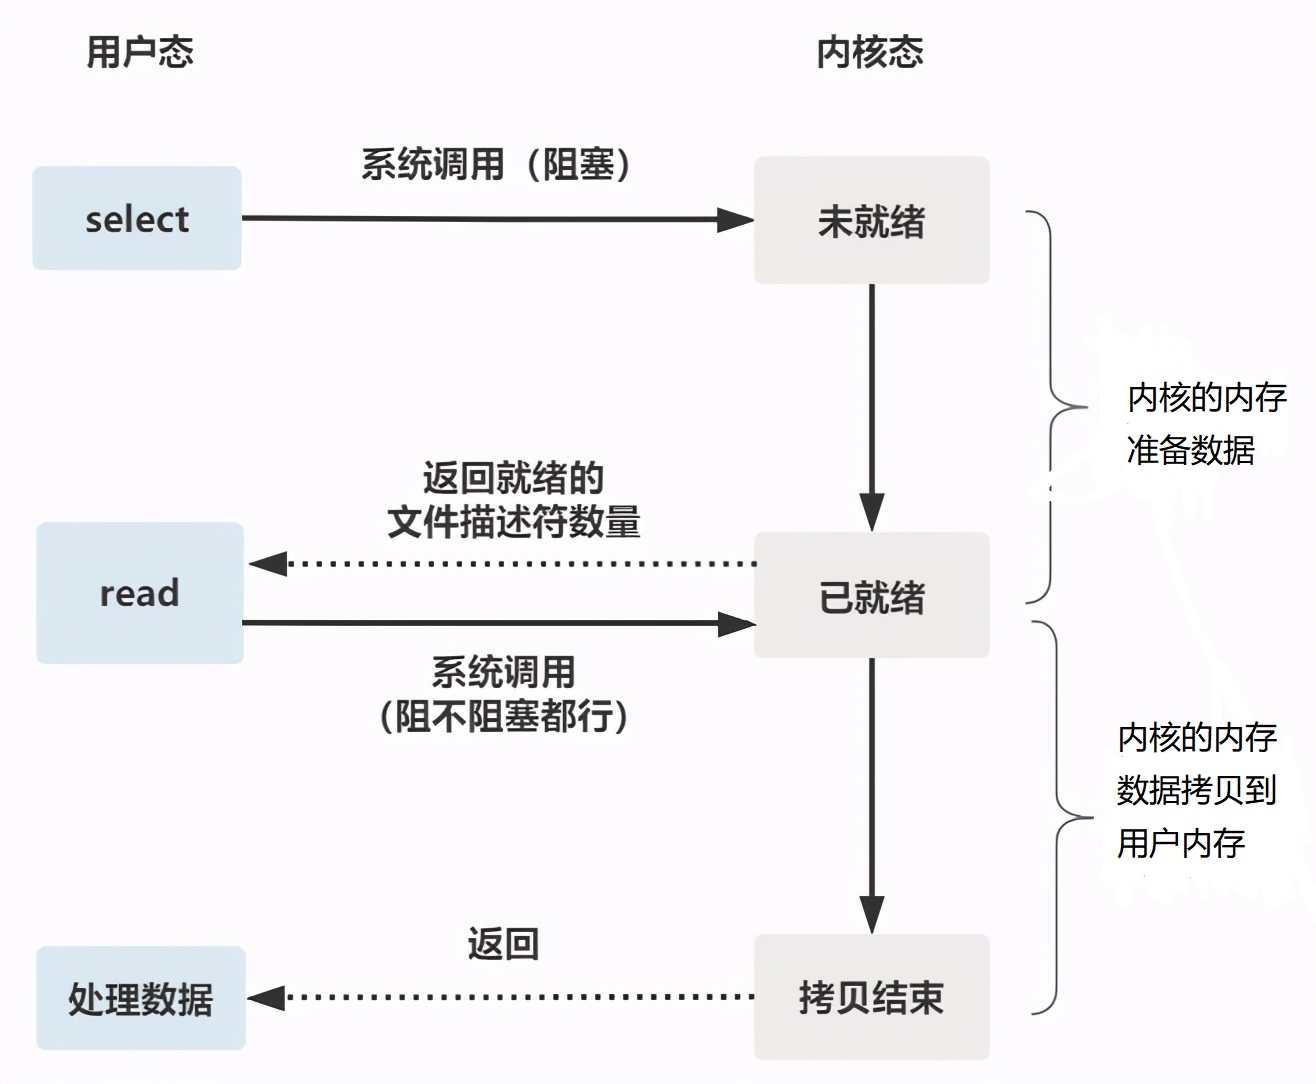 用户态
内核态
系统调用（阻塞）
select
未就绪
内核的内存
准备数据
返回就绪的
文件描述符数量
read
已就绪
系统调用
（阻不阻塞都行）
内核的内存
数据拷贝到
用户内存
返回
处理数据
拷贝结束